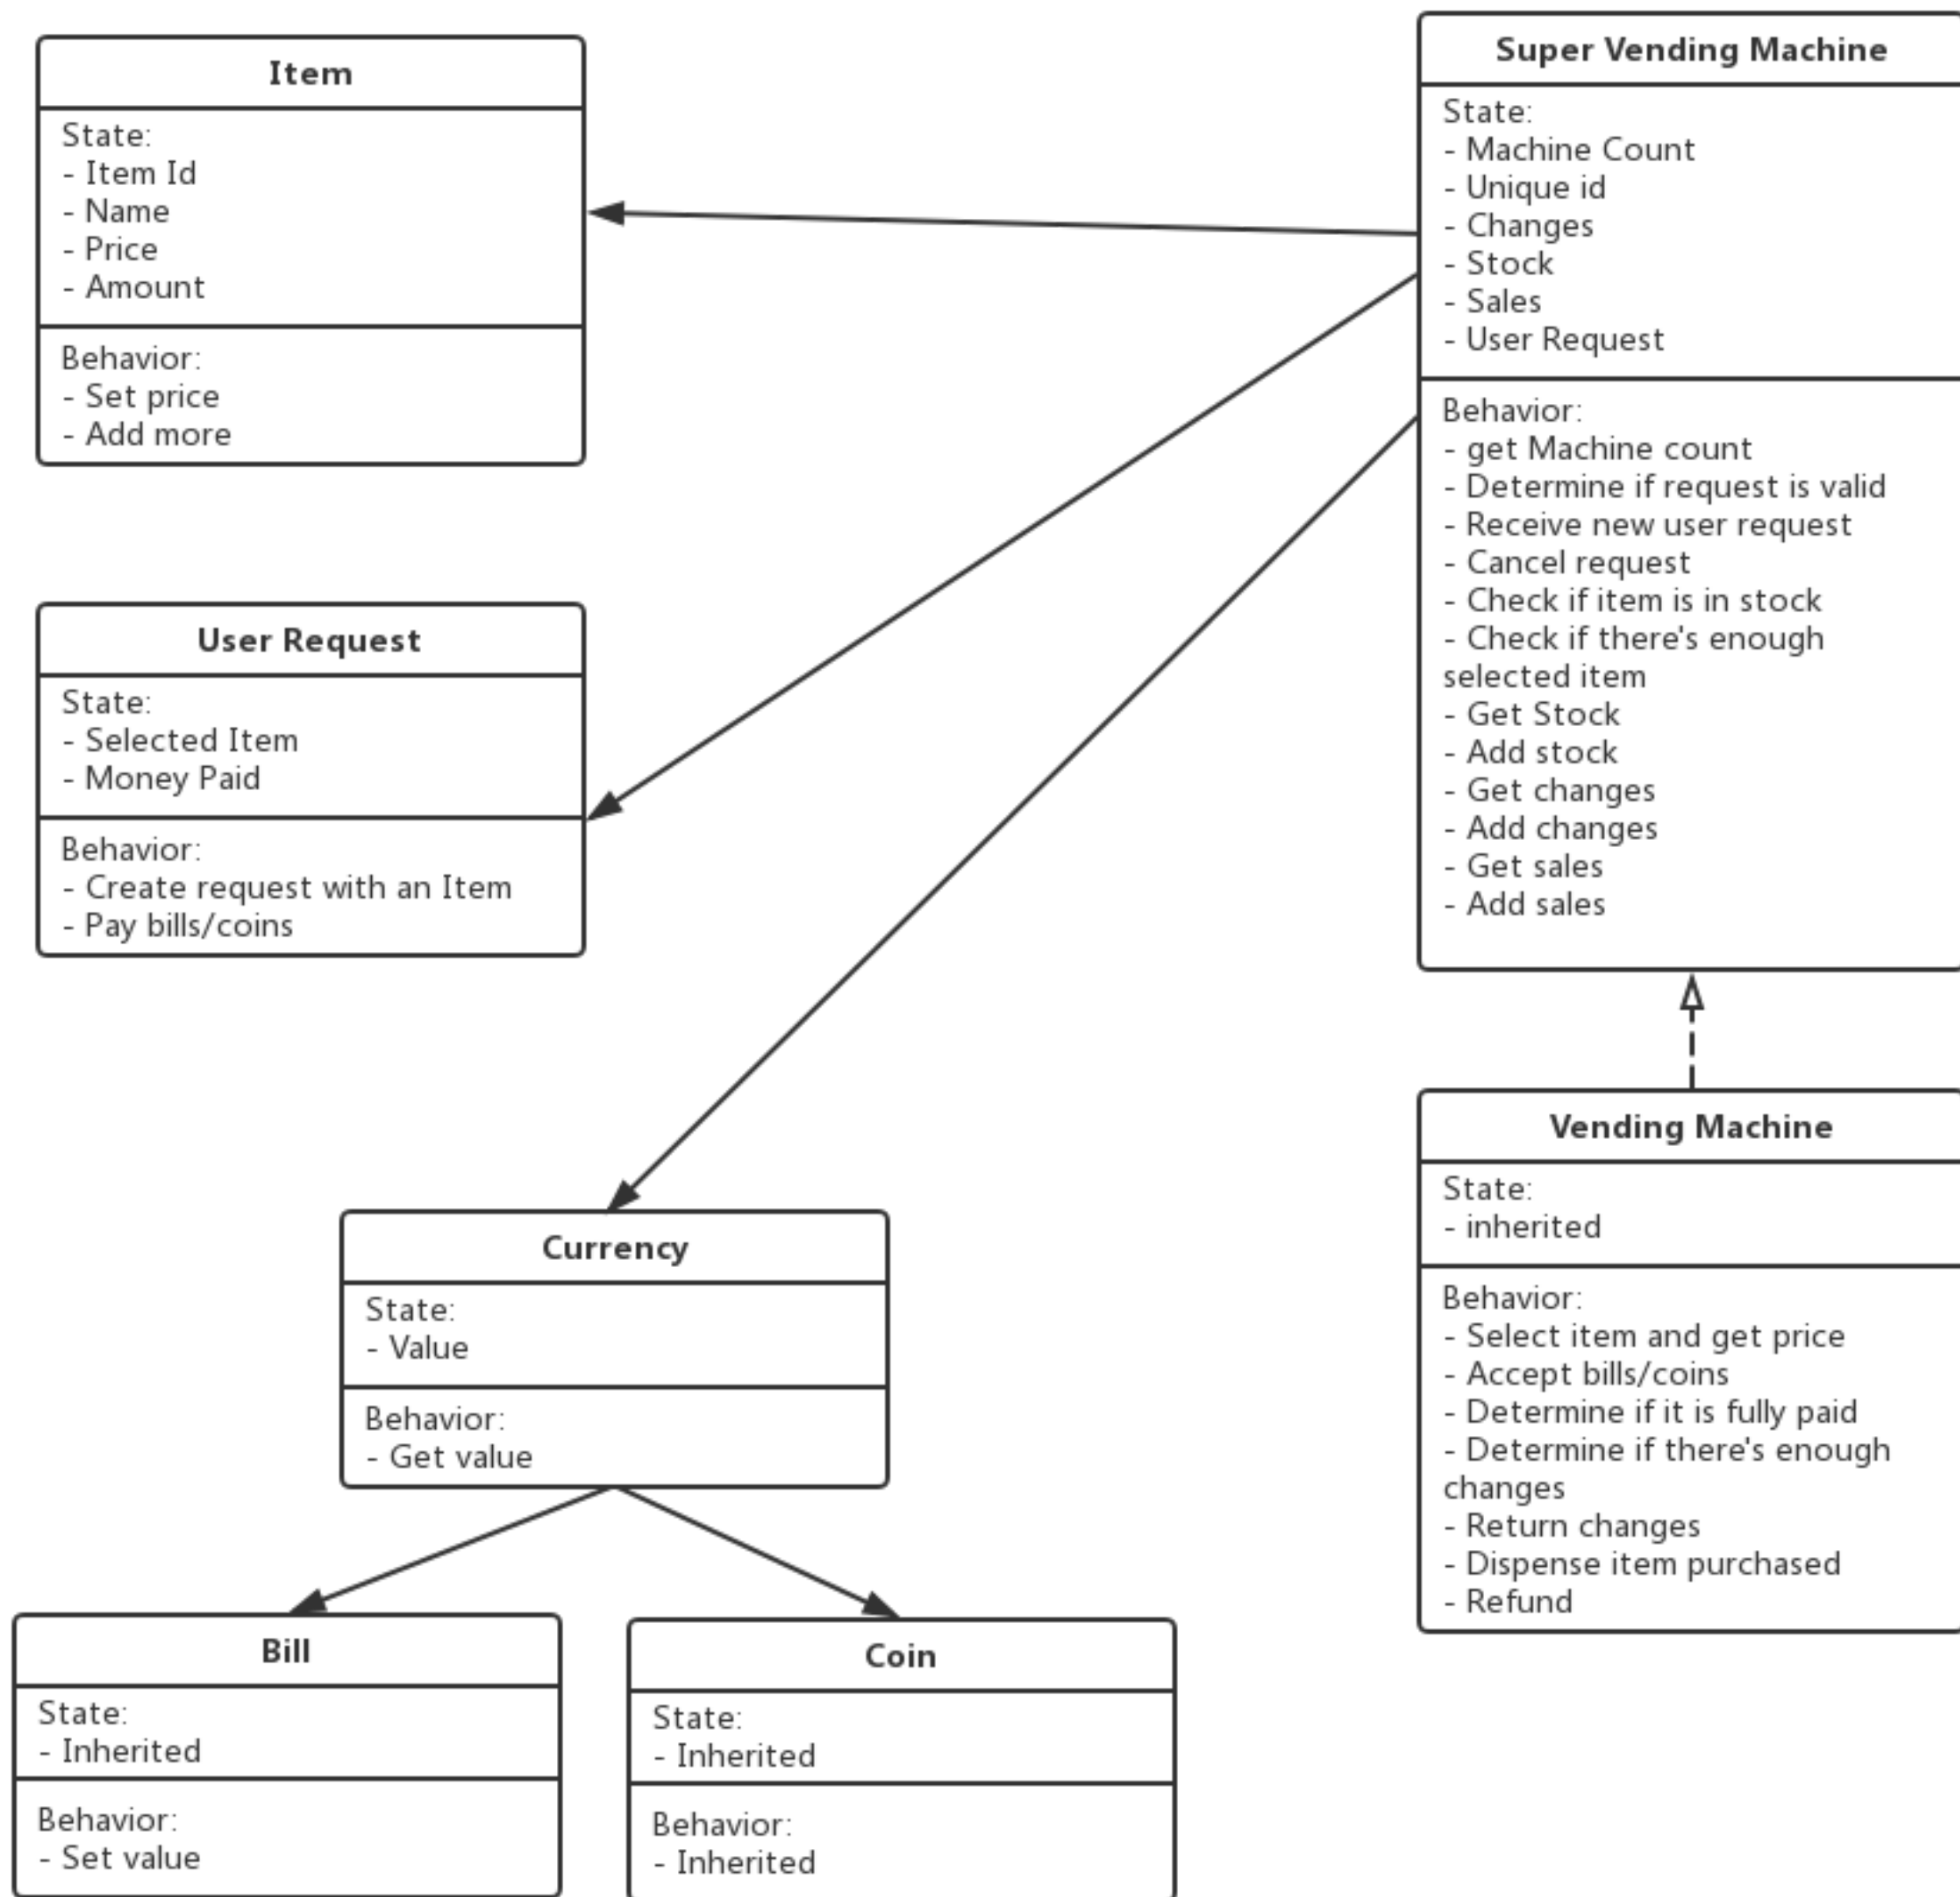 Item
State:
- Item Id
- Name
- Price
- Amount
Behavior:
- Set price
- Add more
Super Vending Machine
State:
- Machine Count
- Unique id
- Changes
- Stock
- Sales
- User Request
Behavior:
- get Machine count
- Determine if request is valid
- Receive new user request
- Cancel request
- Check if item is in stock
- Check if there's enough
selected item
- Get Stock
- Add stock
- Get changes
- Add changes
- Get sales
- Add sales
User Request
State:
- Selected Item
- Money Paid
Behavior:
- Create request with an Item
- Pay bills/coins
Vending Machine
State:
- inherited
Behavior:
- Select item and get price
- Accept bills/coins
- Determine if it is fully paid
- Determine if there's enough
changes
- Return changes
- Dispense item purchased
- Refund
Currency
State:
- Value
Behavior:
- Get value
Bill
State:
- Inherited
Behavior:
- Set value
Coin
State:
- Inherited
Behavior:
- Inherited